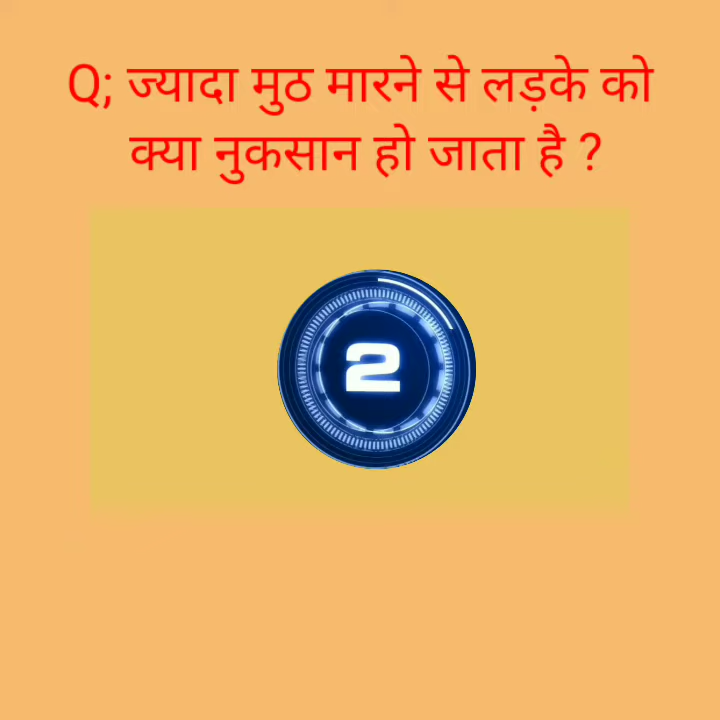 Q; ज्यादा मुठ मारने से लड़के को
क्या नुकसान हो जाता है ?
2